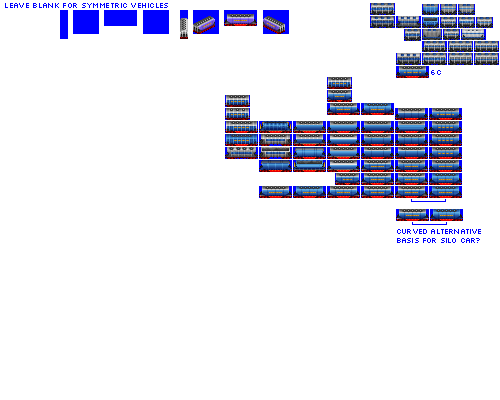 LEAVE BLANK FOR SYMMETRIC VEHICLES
6C
CURVED ALTERNATIVE
BASIS FOR SILO CAR?